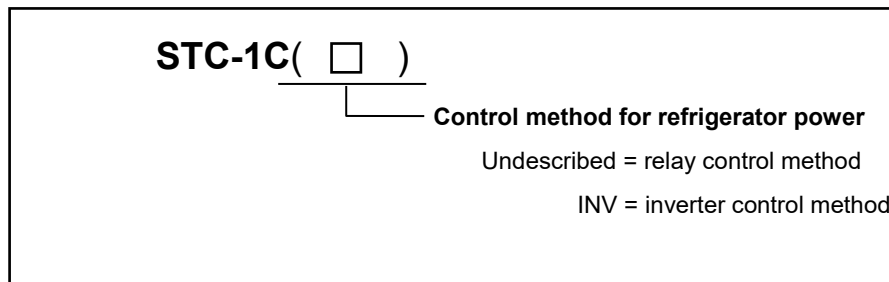 STC-1C( □ )
Control method for refrigerator power
Undescribed = relay control method
INV = inverter control method